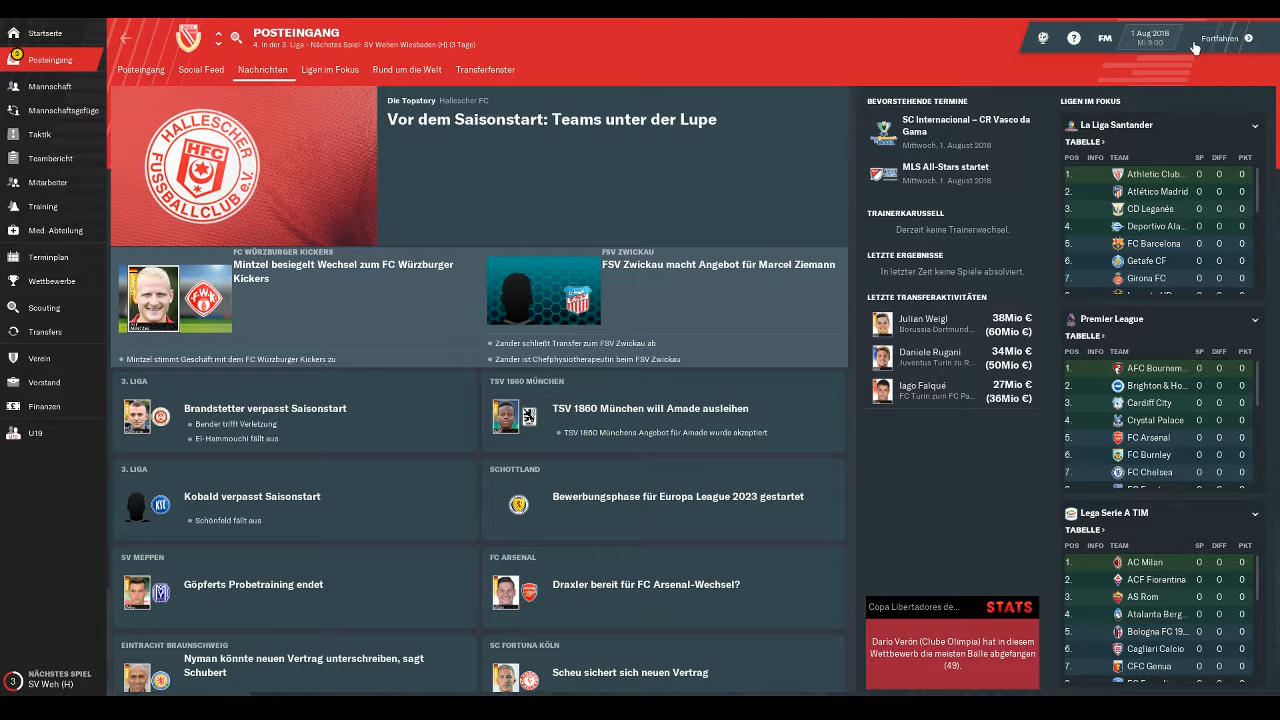 Startseite
3
Posteingang
Mannschaft
Mannschaftsgefüge
Taktik
Teambericht
Mitarbeiter
Training
Med. Abteilung
Terminplan
Wettbewerbe
Scouting
Transfers
Verein
Vorstand
Finanzen
U19
NÄCHSTES SPIEL
SV Weh (H)
POSTEINGANG
4. in der 3. Liga - Nächstes Spiel: SV Wehen Wiesbaden (H) (3 Tage)
FM
1 Aug 2018
Mi 9:00
Fortfahren
Posteingang
Social Feed
Nachrichten
Ligen im Fokus
Rund um die Welt
Transferfenster
HALLESCHER
HFC
FUSSBALLCLUB e.V.
Die Topstory Hallescher FC
Vor dem Saisonstart: Teams unter der Lupe
FC WÜRZBURGER KICKERS
Mintzel besiegelt Wechsel zum FC Würzburger
Kickers
Mintzel stimmt Geschäft mit dem FC Würzburger Kickers zu
FSV ZWICKAU
FSV Zwickau macht Angebot für Marcel Ziemann
Zander schließt Transfer zum FSV Zwickau ab
Zander ist Chefphysiotherapeutin beim FSV Zwickau
3. LIGA
Brandstetter verpasst Saisonstart
Bender trifft Verletzung
El-Hammouchi fällt aus
TSV 1860 MÜNCHEN
TSV 1860 München will Amade ausleihen
TSV 1860 Münchens Angebot für Amade wurde akzeptiert
3. LIGA
Kobald verpasst Saisonstart
Schönfeld fällt aus
SCHOTTLAND
Bewerbungsphase für Europa League 2023 gestartet
SV MEPPEN
Göpferts Probetraining endet
FC ARSENAL
Draxler bereit für FC Arsenal-Wechsel?
EINTRACHT BRAUNSCHWEIG
Nyman könnte neuen Vertrag unterschreiben, sagt
Schubert
SC FORTUNA KÖLN
Scheu sichert sich neuen Vertrag
BEVORSTEHENDE TERMINE
SC Internacional – CR Vasco da
Gama
Mittwoch, 1. August 2018
MLS All-Stars startet
Mittwoch, 1. August 2018
TRAINERKARUSSELL
Derzeit keine Trainerwechsel.
LETZTE ERGEBNISSE
In letzter Zeit keine Spiele absolviert.
LETZTE TRANSFERAKTIVITÄTEN
Julian Weigl 38Mio €
Borussia Dortmund... (60Mio €)
Daniele Rugani 34Mio €
Juventus Turin zu R... (50Mio €)
Iago Falqué 27Mio €
FC Turin zum FC Pa... (36Mio €)
Copa Libertadores de... STATS
Darío Verón (Clube Olimpia) hat in diesem
Wettbewerb die meisten Bälle abgefangen
(49).
LIGEN IM FOKUS
La Liga Santander
TABELLE ›
POS INFO TEAM SP DIFF PKT
1. Athletic Club... 0 0 0
2. Atlético Madrid 0 0 0
3. CD Leganés 0 0 0
4. Deportivo Ala... 0 0 0
5. FC Barcelona 0 0 0
6. Getafe CF 0 0 0
7. Girona FC 0 0 0
Premier League
TABELLE ›
POS INFO TEAM SP DIFF PKT
1. AFC Bournem... 0 0 0
2. Brighton & Ho... 0 0 0
3. Cardiff City 0 0 0
4. Crystal Palace 0 0 0
5. FC Arsenal 0 0 0
6. FC Burnley 0 0 0
7. FC Chelsea 0 0 0
Lega Serie A TIM
TABELLE ›
POS INFO TEAM SP DIFF PKT
1. AC Milan 0 0 0
2. ACF Fiorentina 0 0 0
3. AS Rom 0 0 0
4. Atalanta Berg... 0 0 0
5. Bologna FC 19... 0 0 0
6. Cagliari Calcio 0 0 0
7. CFC Genua 0 0 0